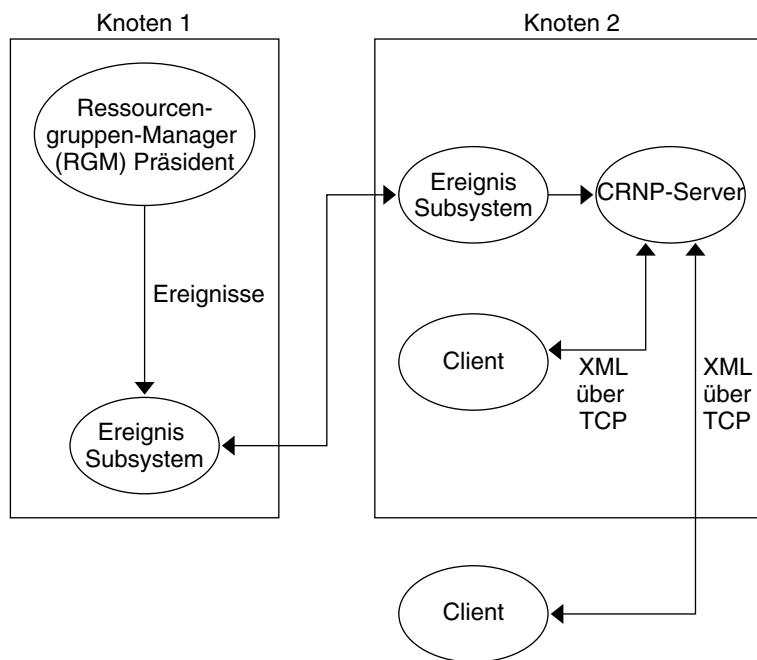 Knoten 1
Ressourcen-
gruppen-Manager
(RGM) Präsident
Ereignisse
Ereignis
Subsystem
Knoten 2
Ereignis
Subsystem
CRNP-Server
Client
XML
über
TCP
XML
über
TCP
Client